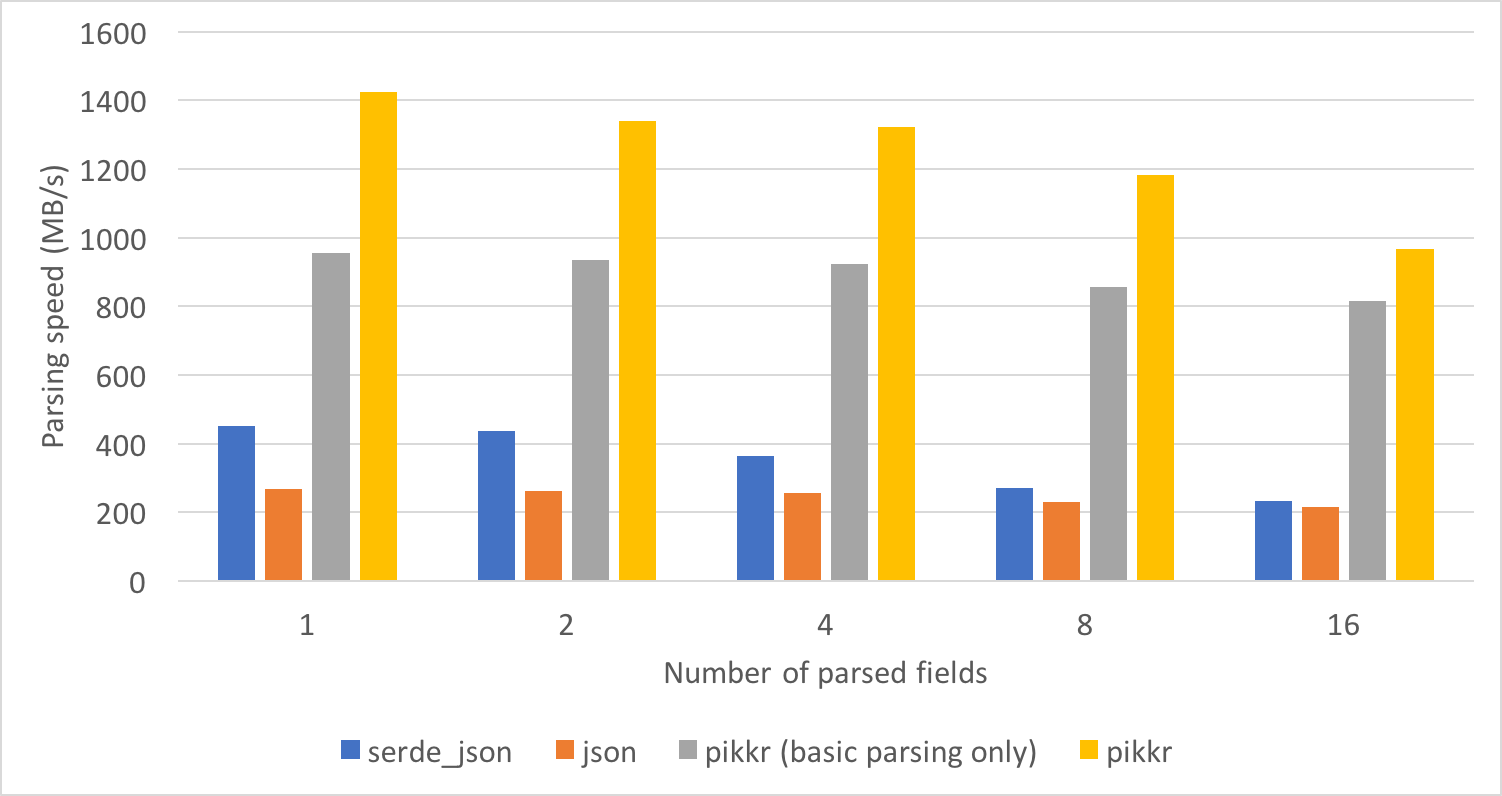 1600
1400
1200
1000
800
600
400
200
0
Parsing speed (MB/s)
1 2 4 8 16
Number of parsed fields
serde_json json pikkr (basic parsing only) pikkr